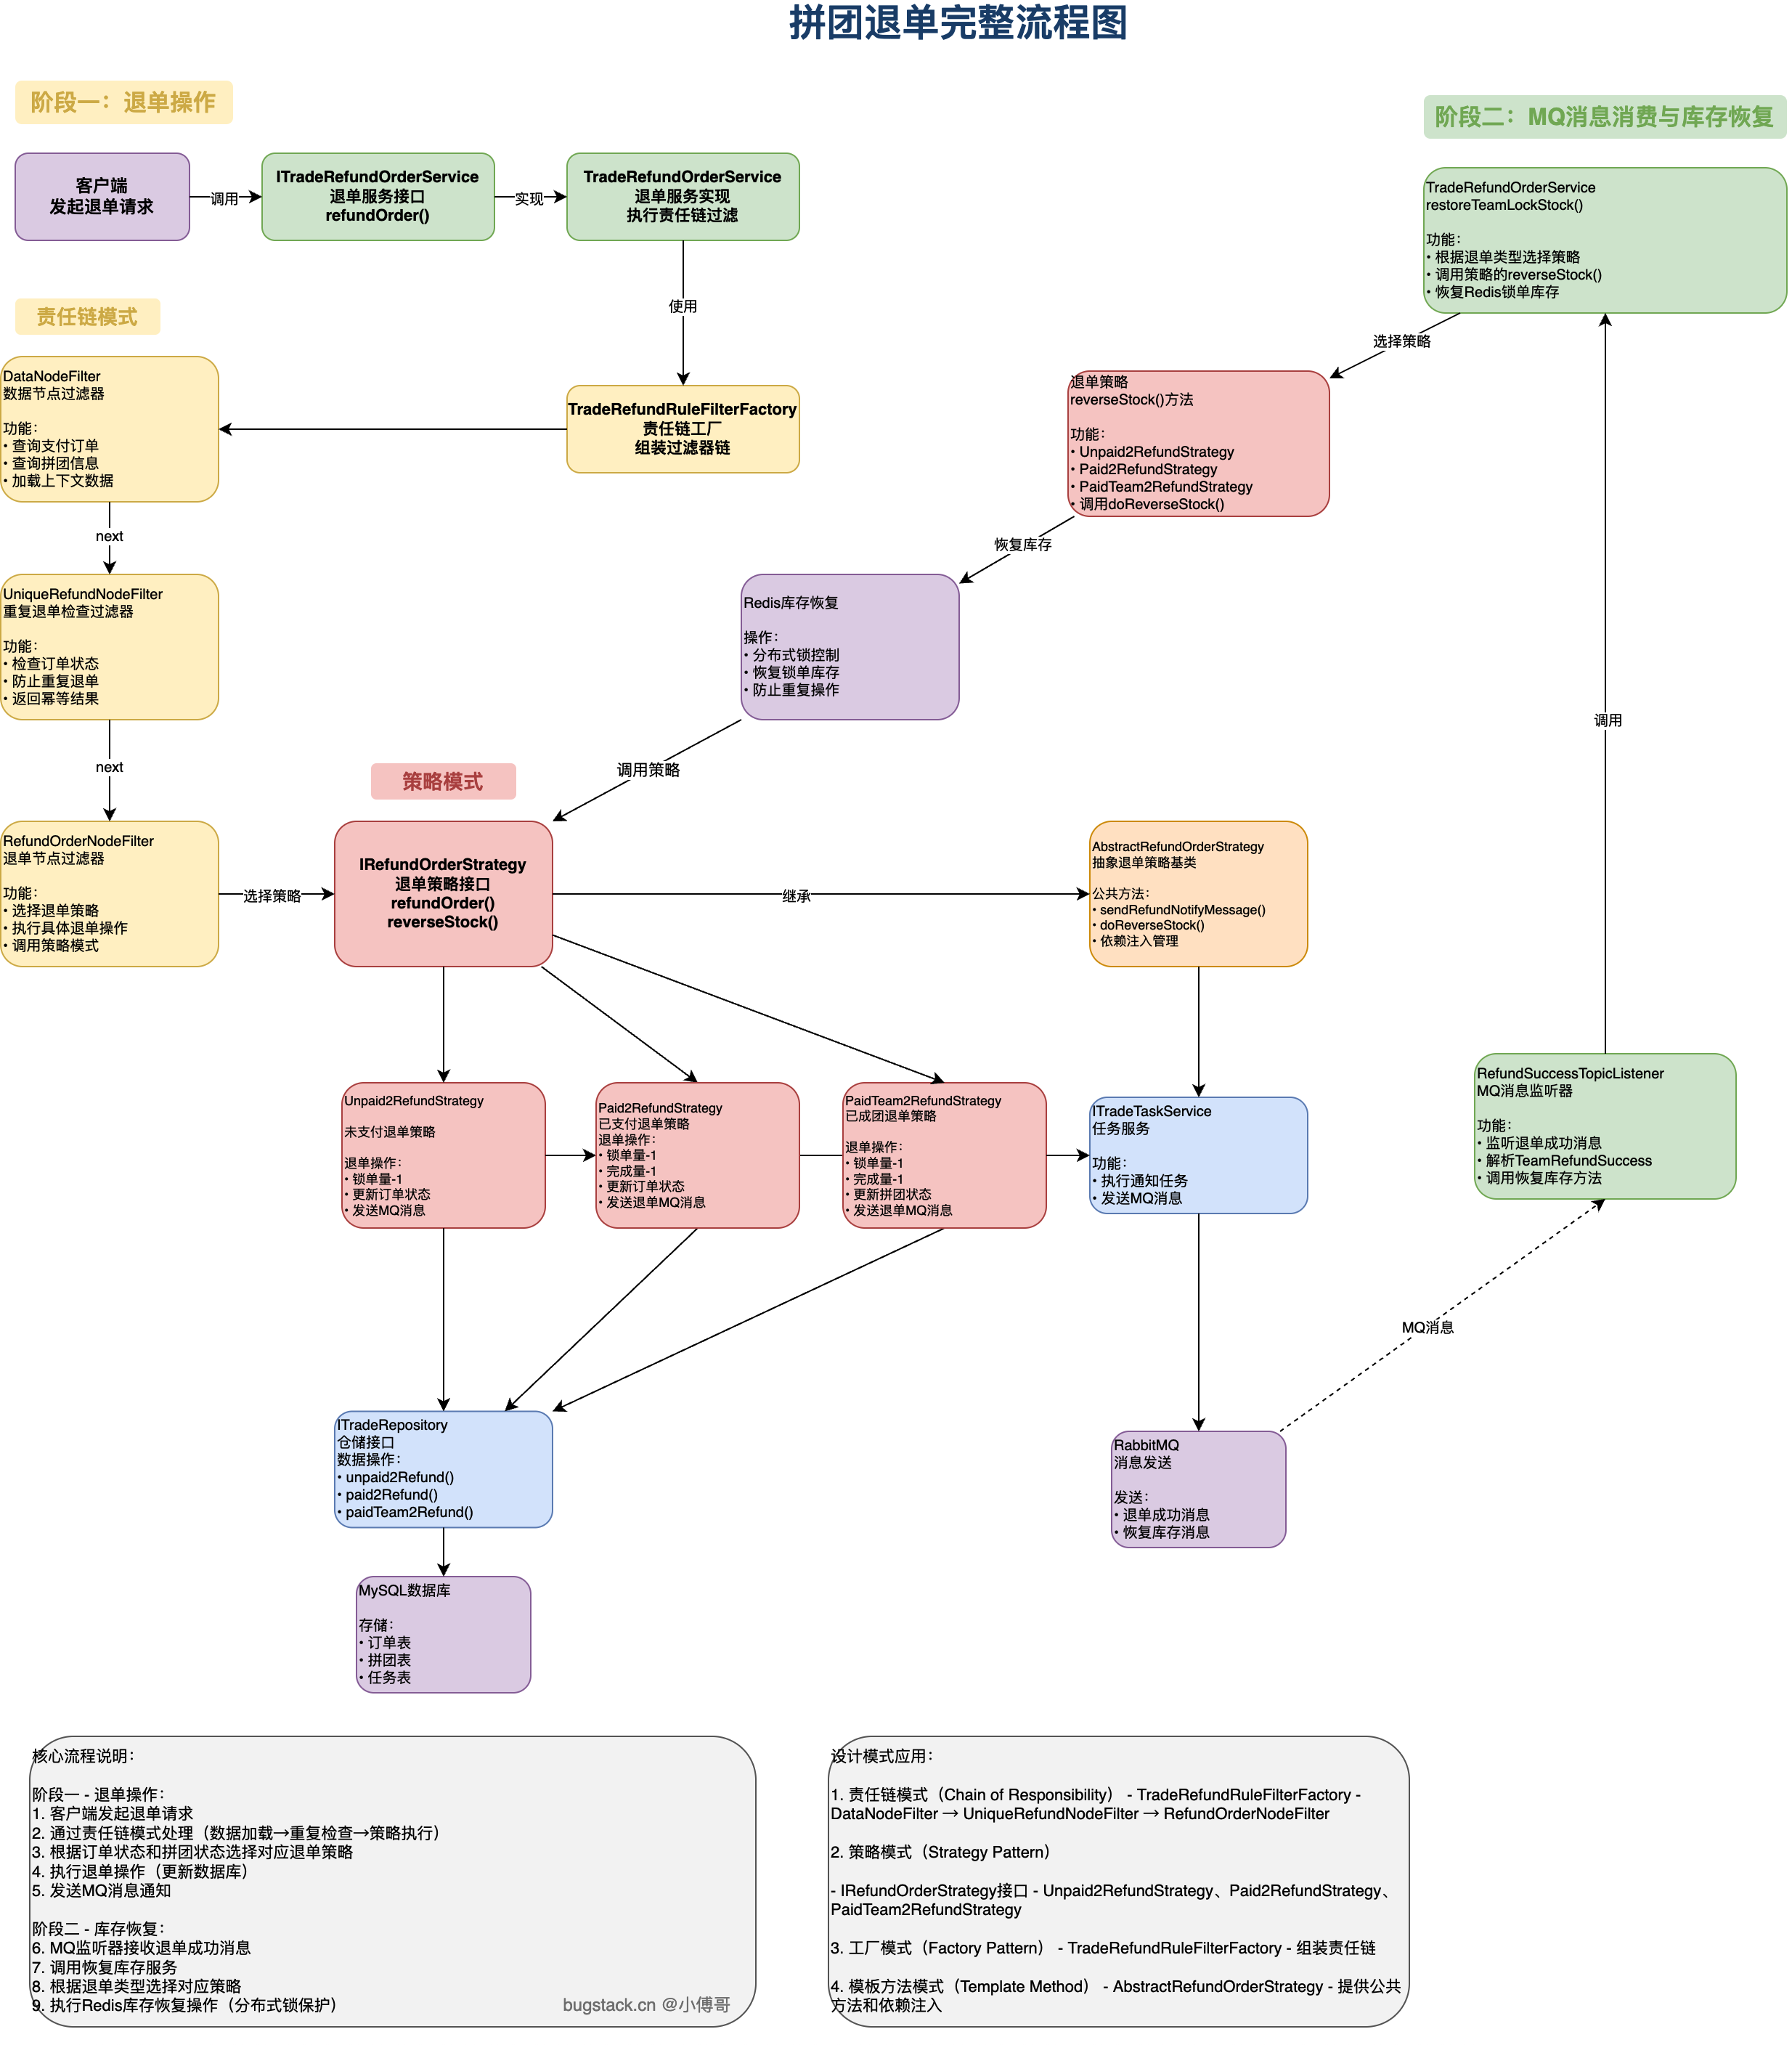 拼团退单完整流程图
阶段一：退单操作
阶段二：MQ消息消费与库存恢复
客户端
发起退单请求
调用
ITradeRefundOrderService
退单服务接口
refundOrder()
实现
TradeRefundOrderService
退单服务实现
执行责任链过滤
TradeRefundOrderService
restoreTeamLockStock()
功能：
• 根据退单类型选择策略
• 调用策略的reverseStock()
• 恢复Redis锁单库存
使用
责任链模式
选择策略
DataNodeFilter
数据节点过滤器
功能：
• 查询支付订单
• 查询拼团信息
• 加载上下文数据
TradeRefundRuleFilterFactory
责任链工厂
组装过滤器链
退单策略
reverseStock()方法
功能：
• Unpaid2RefundStrategy
• Paid2RefundStrategy
• PaidTeam2RefundStrategy
• 调用doReverseStock()
next
恢复库存
UniqueRefundNodeFilter
重复退单检查过滤器
功能：
• 检查订单状态
• 防止重复退单
• 返回幂等结果
Redis库存恢复
操作：
• 分布式锁控制
• 恢复锁单库存
• 防止重复操作
调用
next
策略模式
调用策略
RefundOrderNodeFilter
退单节点过滤器
功能：
• 选择退单策略
• 执行具体退单操作
• 调用策略模式
选择策略
IRefundOrderStrategy
退单策略接口
refundOrder()
reverseStock()
继承
AbstractRefundOrderStrategy
抽象退单策略基类
公共方法：
• sendRefundNotifyMessage()
• doReverseStock()
• 依赖注入管理
Unpaid2RefundStrategy
未支付退单策略
退单操作：
• 锁单量-1
• 更新订单状态
• 发送MQ消息
Paid2RefundStrategy
已支付退单策略
退单操作：
• 锁单量-1
• 完成量-1
• 更新订单状态
• 发送退单MQ消息
PaidTeam2RefundStrategy
已成团退单策略
退单操作：
• 锁单量-1
• 完成量-1
• 更新拼团状态
• 发送退单MQ消息
ITradeTaskService
任务服务
功能：
• 执行通知任务
• 发送MQ消息
RefundSuccessTopicListener
MQ消息监听器
功能：
• 监听退单成功消息
• 解析TeamRefundSuccess
• 调用恢复库存方法
MQ消息
ITradeRepository
仓储接口
数据操作：
• unpaid2Refund()
• paid2Refund()
• paidTeam2Refund()
RabbitMQ
消息发送
发送：
• 退单成功消息
• 恢复库存消息
MySQL数据库
存储：
• 订单表
• 拼团表
• 任务表
核心流程说明：
阶段一 - 退单操作：
1. 客户端发起退单请求
2. 通过责任链模式处理（数据加载→重复检查→策略执行）
3. 根据订单状态和拼团状态选择对应退单策略
4. 执行退单操作（更新数据库）
5. 发送MQ消息通知
阶段二 - 库存恢复：
6. MQ监听器接收退单成功消息
7. 调用恢复库存服务
8. 根据退单类型选择对应策略
9. 执行Redis库存恢复操作（分布式锁保护）
bugstack.cn @小傅哥
设计模式应用：
1. 责任链模式（Chain of Responsibility） - TradeRefundRuleFilterFactory -
DataNodeFilter → UniqueRefundNodeFilter → RefundOrderNodeFilter
2. 策略模式（Strategy Pattern）
- IRefundOrderStrategy接口 - Unpaid2RefundStrategy、Paid2RefundStrategy、
PaidTeam2RefundStrategy
3. 工厂模式（Factory Pattern） - TradeRefundRuleFilterFactory - 组装责任链
4. 模板方法模式（Template Method） - AbstractRefundOrderStrategy - 提供公共
方法和依赖注入